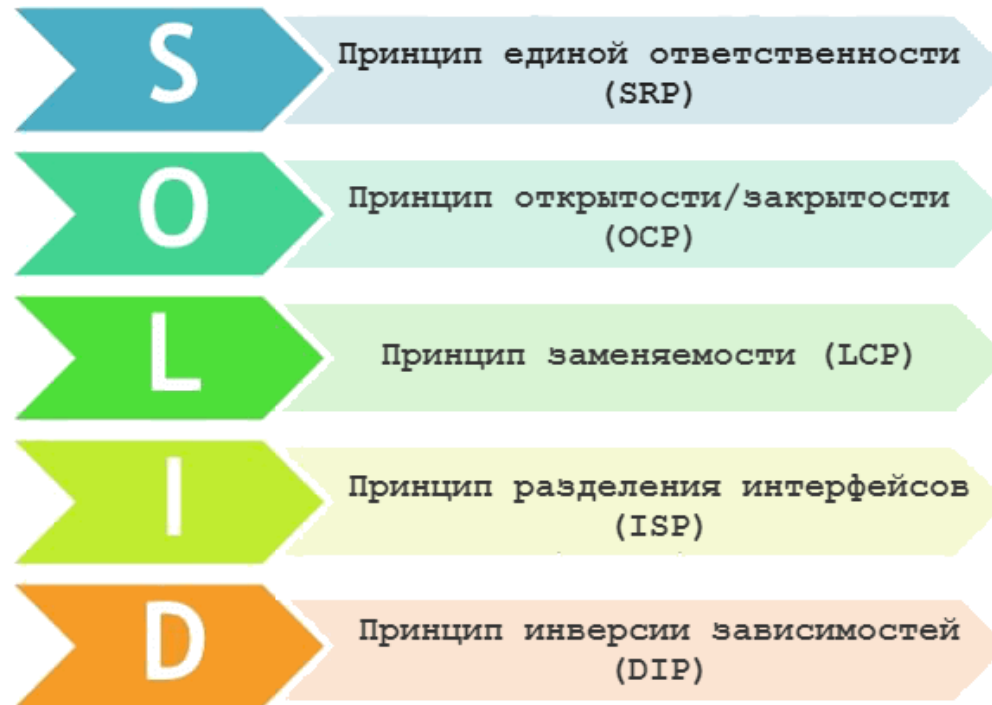 S
Принцип единой ответственности
(SRP)
O
Принцип открытости/закрытости
(OCP)
L
Принцип заменяемости (LCP)
I
Принцип разделения интерфейсов
(ISP)
D
Принцип инверсии зависимостей
(DIP)